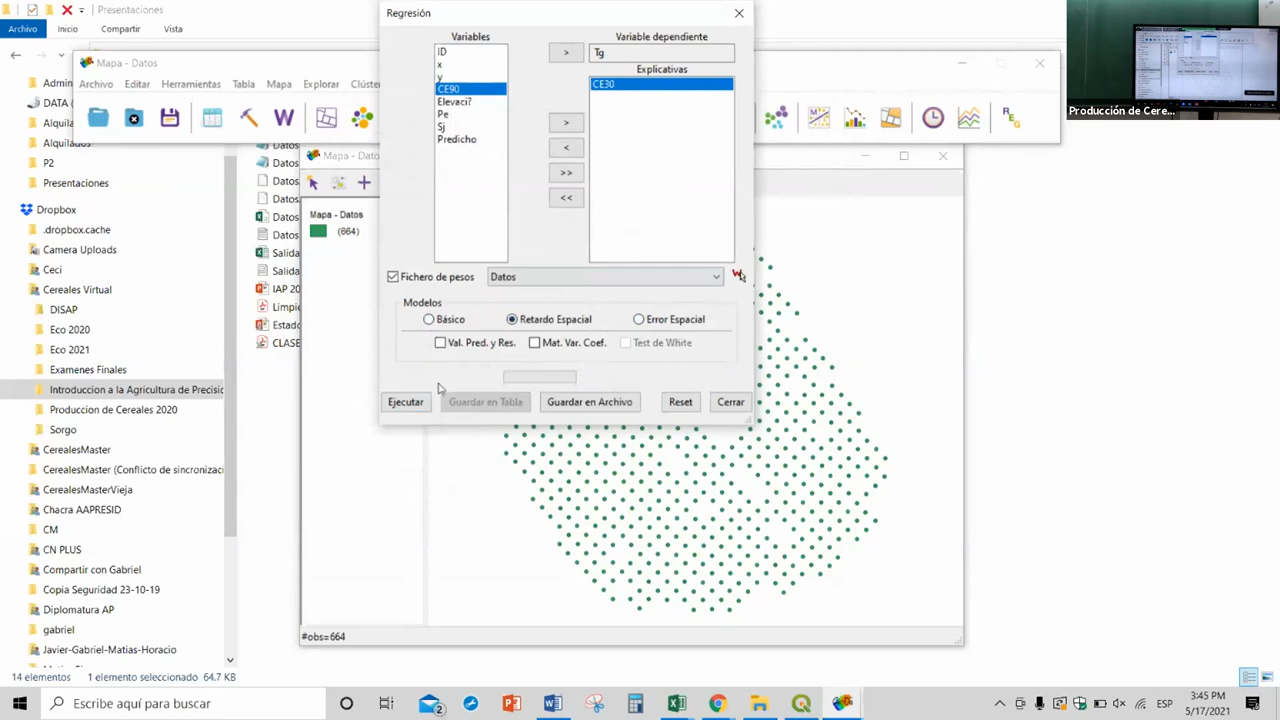 Presentaciones
Archivo
Inicio
Compartir
Vista
Admin
DATA (
Alquila
Alquilados
P2
Presentaciones
Dropbox
.dropbox.cache
Camera Uploads
Ceci
Cereales Virtual
DISAP
Eco 2020
Eco 2021
Examenes Finales
Introduccion a la Agricultura de Precisic
Produccion de Cereales 2020
Sorgo
CerealesMaster
CerealesMaster (Conflicto de sincronizaci
CerealesMasterVieja
Chacra AAPRESID
CM
CN PLUS
Compartir con Gabriel
Copia Seguridad 23-10-19
Diplomatura AP
gabriel
Javier-Gabriel-Matias-Horacio
14 elementos
1 elemento seleccionado 64.7 KB
Mapa - Datos
Archivo
Editar
Herramientas
Tabla
Mapa
Explorar
Clúster
Datos
Datos
Datos
Datos.
Datos
Datos
Salida
Salida
IAP 20
Limpie
Estado
CLASE
Mapa - Dato
Mapa - Datos
(664)
#obs=664
Regresión
Variables
ID
x
y
CE90
Elevaci?
Pe
Sj
Predicho
>
<
>>
<<
Variable dependiente
Tg
Explicativas
CE30
Fichero de pesos
Datos
Modelos
Básico
Retardo Espacial
Error Espacial
Val. Pred. y Res.
Mat. Var. Coef.
Test de White
Ejecutar
Guardar en Tabla
Guardar en Archivo
Reset
Cerrar
Producción de Cere...
Escribe aquí para buscar
2
ESP
3:45 PM
5/17/2021